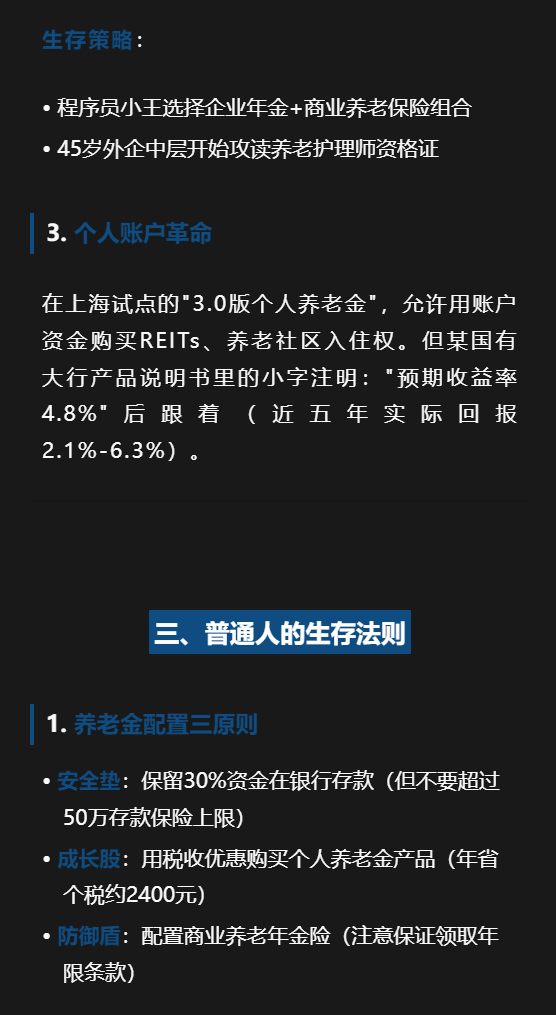 生存策略：
• 程序员小王选择企业年金+商业养老保险组合
• 45岁外企中层开始攻读养老护理师资格证
3. 个人账户革命
在上海试点的"3.0版个人养老金"，允许用账户
资金购买REITs、养老社区入住权。但某国有
大行产品说明书里的小字注明："预期收益率
4.8%"后跟着（近五年实际回报
2.1%-6.3%）。
三、普通人的生存法则
1. 养老金配置三原则
• 安全垫：保留30%资金在银行存款（但不要超过
50万存款保险上限）
• 成长股：用税收优惠购买个人养老金产品（年省
个税约2400元）
• 防御盾：配置商业养老年金险（注意保证领取年
限条款）